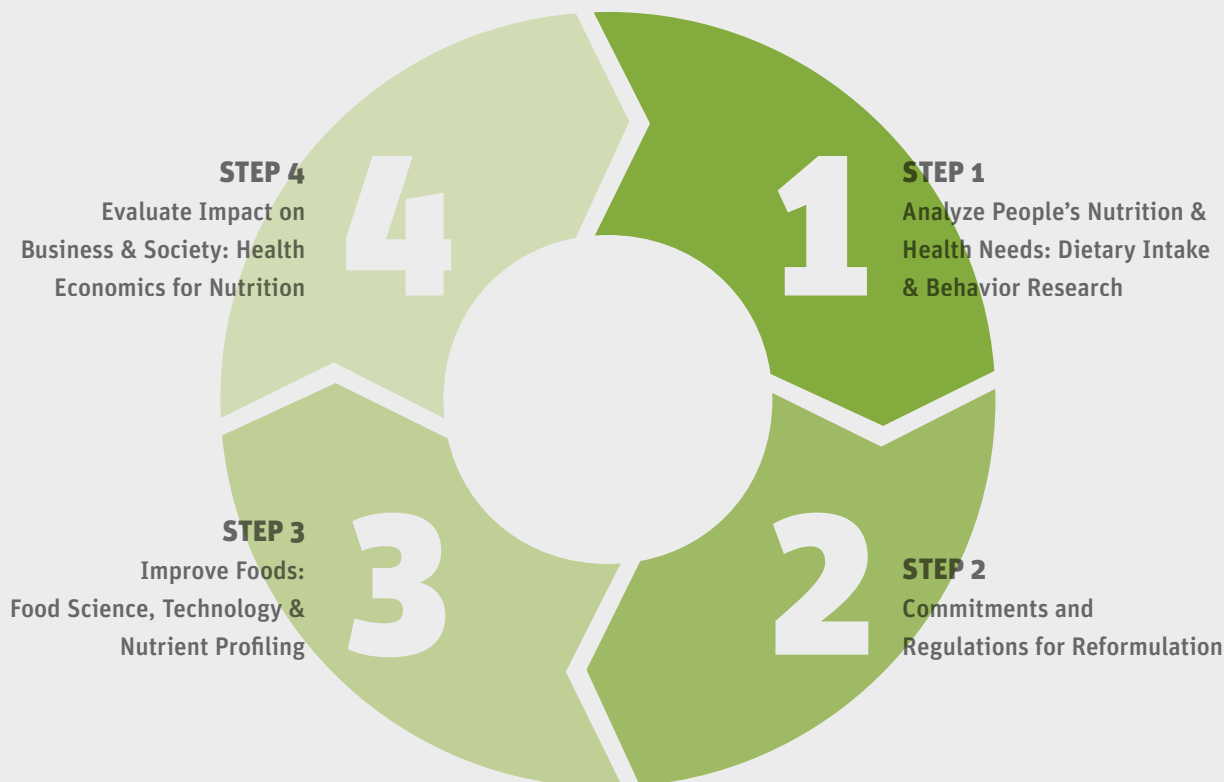 1
STEP 1
Analyze People’s Nutrition &
Health Needs: Dietary Intake
& Behavior Research
2
STEP 2
Commitments and
Regulations for Reformulation
3
STEP 3
Improve Foods:
Food Science, Technology &
Nutrient Profiling
4
STEP 4
Evaluate Impact on
Business & Society: Health
Economics for Nutrition